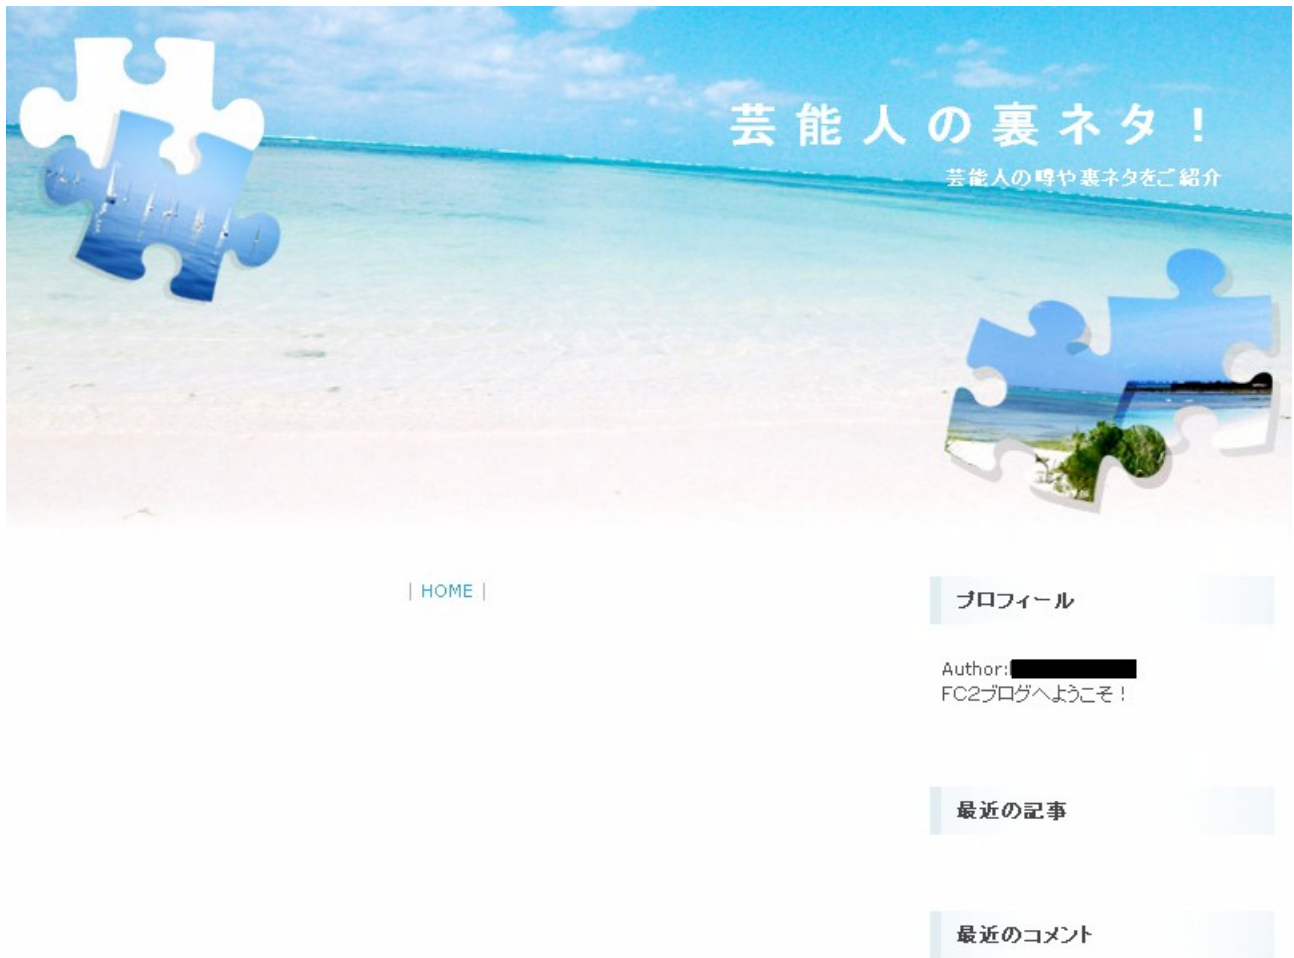 芸能人の裏ネタ！
芸能人の噂や裏ネタをご紹介
| HOME |
プロフィール
Author:
FC2ブログへようこそ！
最近の記事
最近のコメント